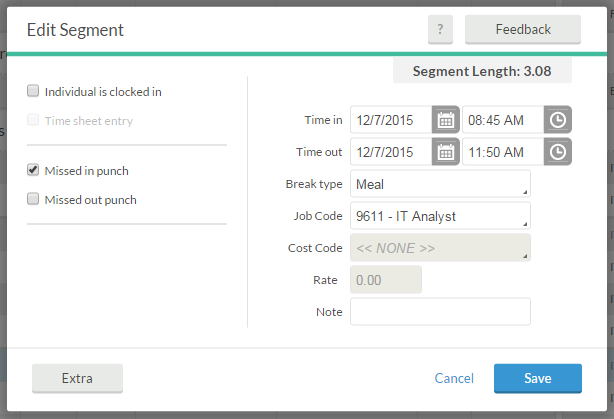 Edit Segment
?
Feedback
Segment Length: 3.08
Individual is clocked in
Time sheet entry
Missed in punch
Missed out punch
Time in 12/7/2015 08:45 AM
Time out 12/7/2015 11:50 AM
Break type Meal
Job Code 9611 - IT Analyst
Cost Code << NONE >>
Rate 0.00
Note
Extra
Cancel
Save